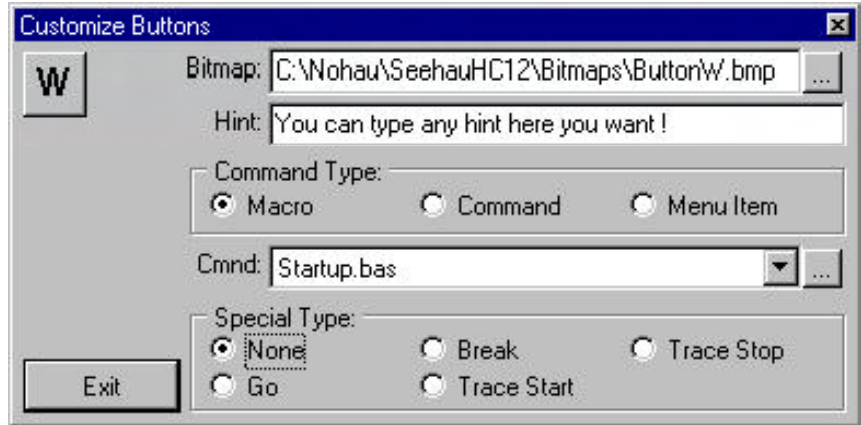 Customize Buttons
W
Bitmap: C:\Nohau\SeehauHC12\Bitmaps\ButtonW.bmp ...
Hint: You can type any hint here you want !
Command Type:
Macro Command Menu Item
Cmnd: Startup.bas ...
Special Type:
None Break Trace Stop
Exit Go Trace Start